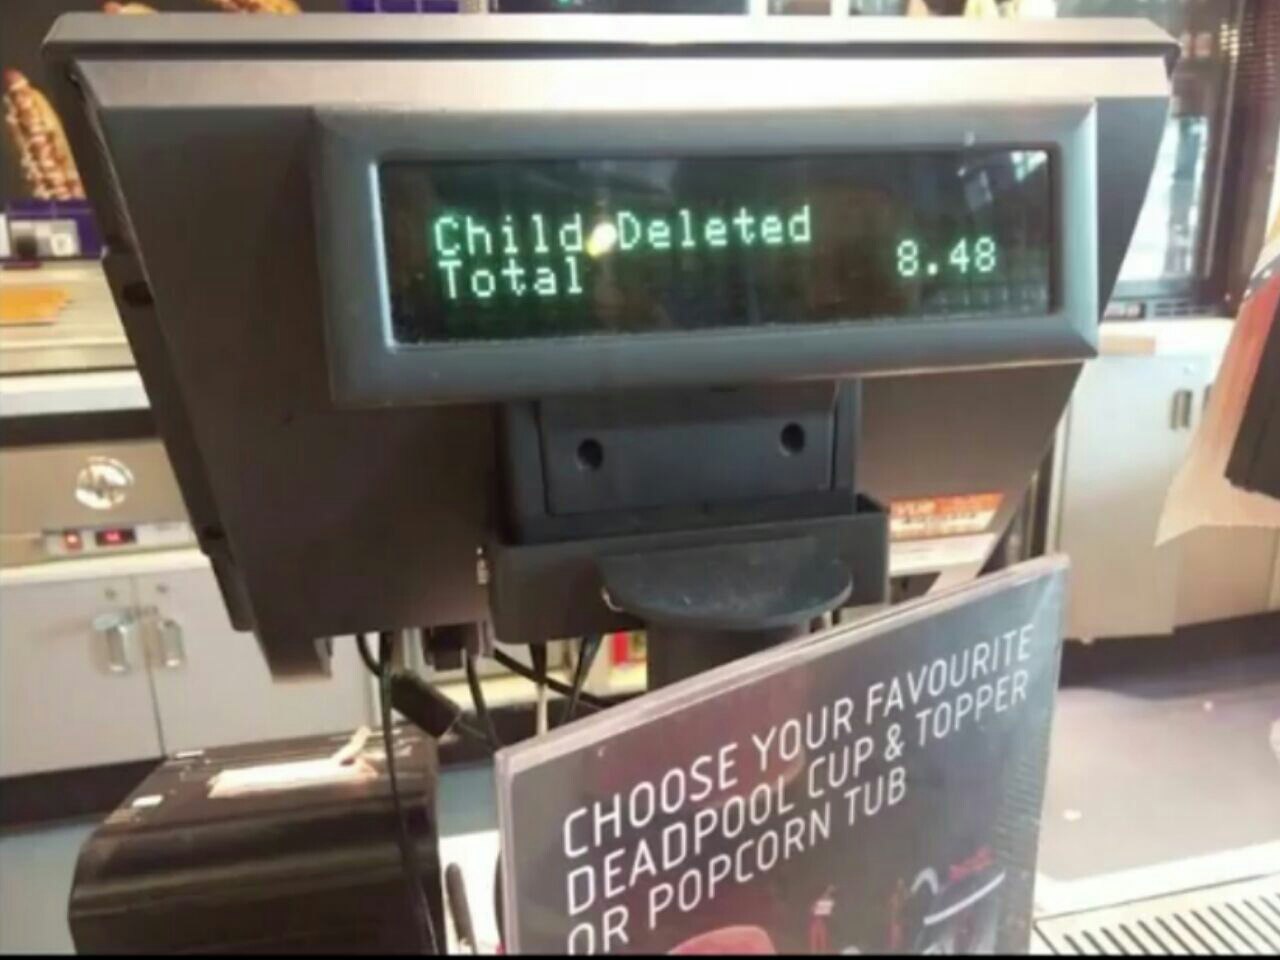 Child Deleted
Total 8.48
CHOOSE YOUR FAVOURITE
DEADPOOL CUP & TOPPER
OR POPCORN TUB